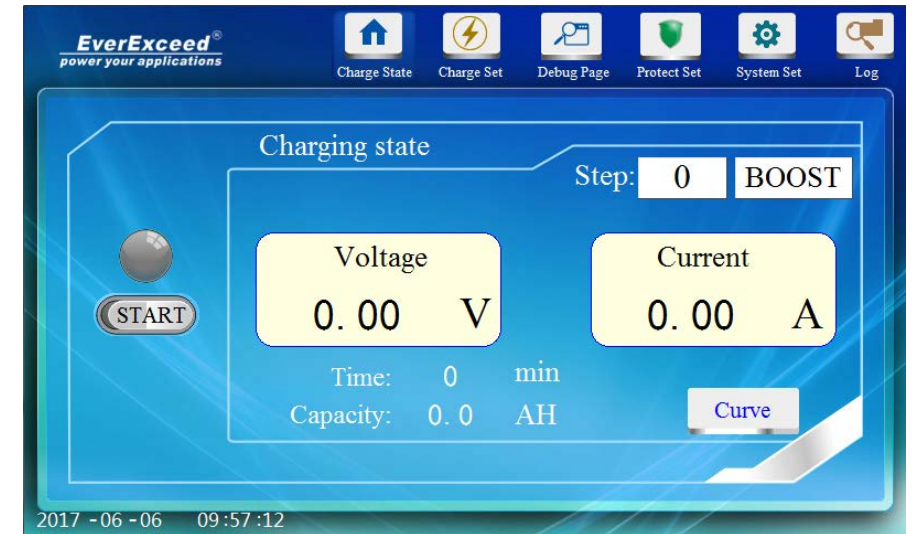 EverExceed®
power your applications
Charge State
Charge Set
Debug Page
Protect Set
System Set
Log
Charging state
Step: 0 BOOST
START
Voltage
0.00 V
Current
0.00 A
Time: 0 min
Capacity: 0.0 AH
Curve
2017 -06 -06 09:57:12